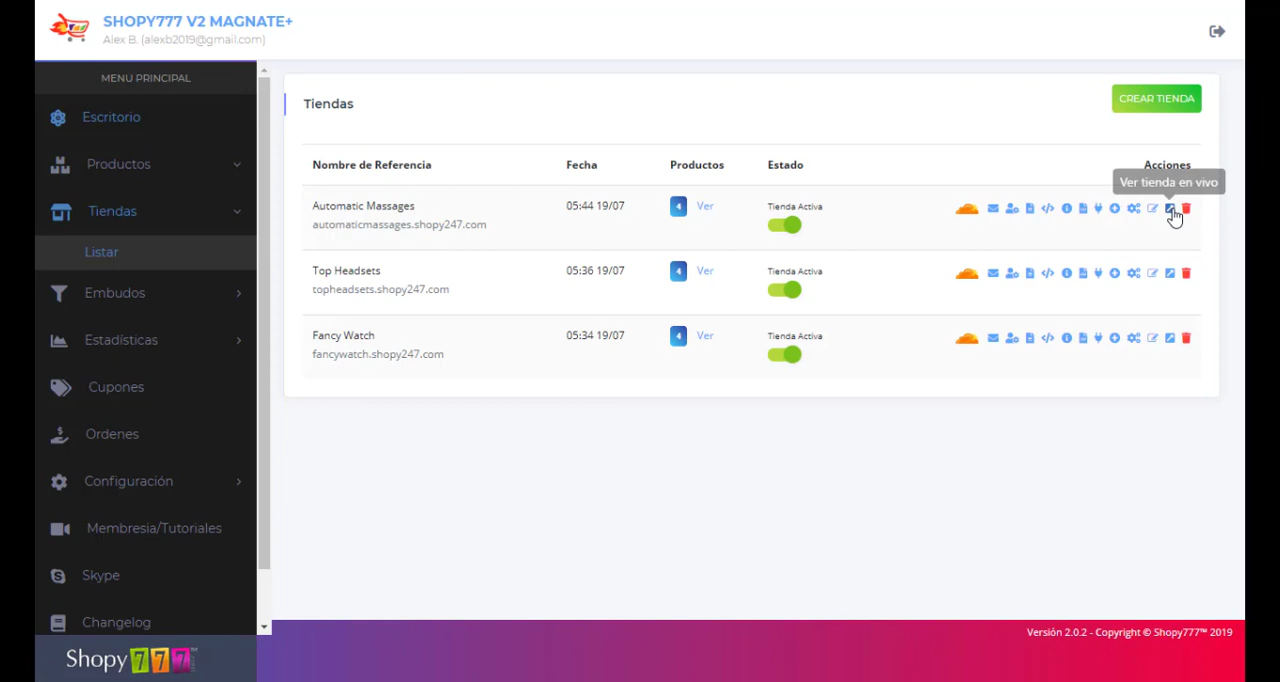 SHOPY777 V2 MAGNATE+
Alex B. (alexb2019@gmail.com)
MENU PRINCIPAL
Escritorio
Productos
Tiendas
Listar
Embudos
Estadísticas
Cupones
Ordenes
Configuración
Membresia/Tutoriales
Skype
Changelog
Shopy777™
Tiendas
CREAR TIENDA
Nombre de Referencia Fecha Productos Estado Acciones
Ver tienda en vivo
Automatic Massages 05:44 19/07 4 Ver Tienda Activa
automaticmassages.shopy247.com
Top Headsets 05:36 19/07 4 Ver Tienda Activa
topheadsets.shopy247.com
Fancy Watch 05:34 19/07 4 Ver Tienda Activa
fancywatch.shopy247.com
Versión 2.0.2 - Copyright © Shopy777™ 2019